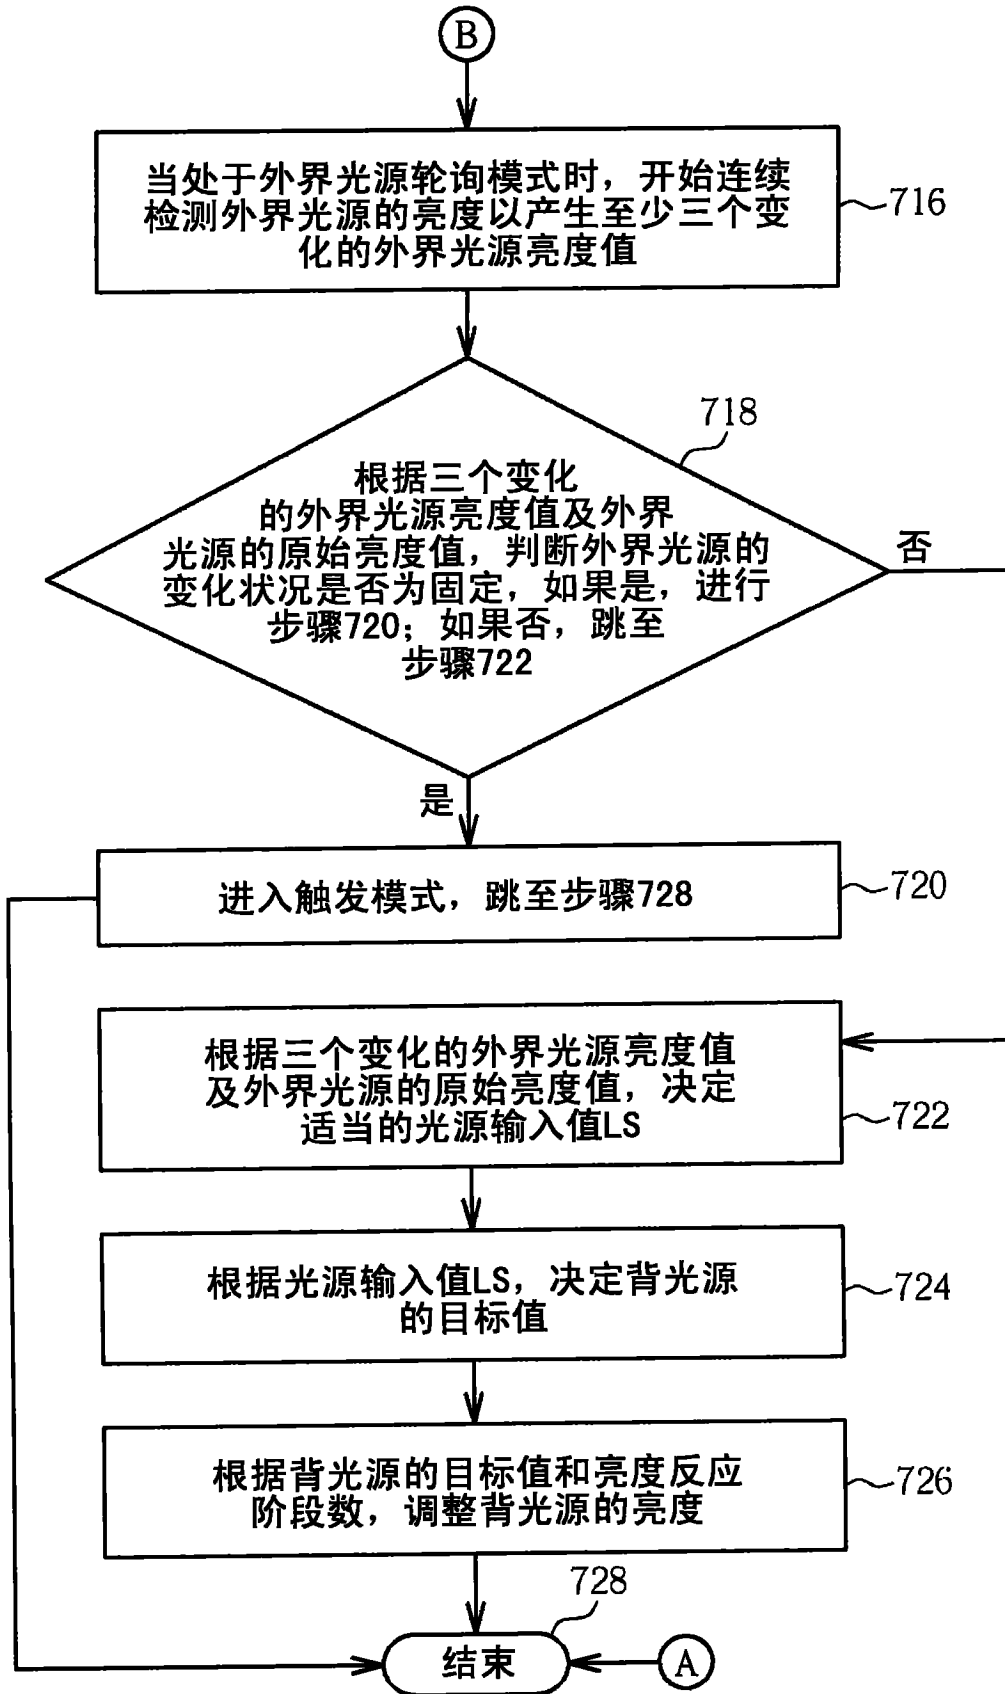 B
当处于外界光源轮询模式时，开始连续
检测外界光源的亮度以产生至少三个变
化的外界光源亮度值
716
718
根据三个变化
的外界光源亮度值及外界
光源的原始亮度值，判断外界光源的
变化状况是否为固定，如果是，进行
步骤720；如果否，跳至
步骤722
否
是
进入触发模式，跳至步骤728
720
根据三个变化的外界光源亮度值
及外界光源的原始亮度值，决定
适当的光源输入值LS
722
根据光源输入值LS，决定背光源
的目标值
724
根据背光源的目标值和亮度反应
阶段数，调整背光源的亮度
726
728
结束
A